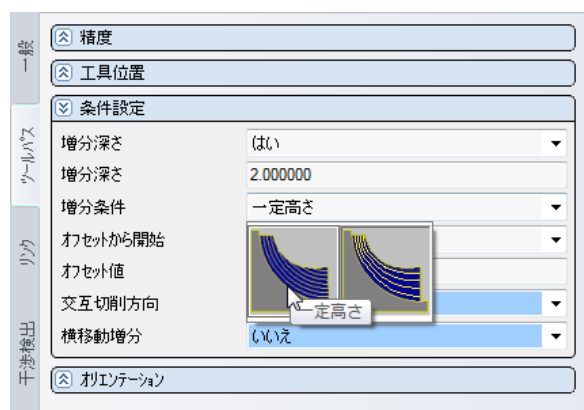 一般
ツールパス
リンク
干渉検出
精度
工具位置
条件設定
増分深さ はい
増分深さ 2.000000
増分条件 一定高さ
オフセットから開始
オフセット値
一定高さ
交互切削方向
横移動増分 いいえ
オリエンテーション